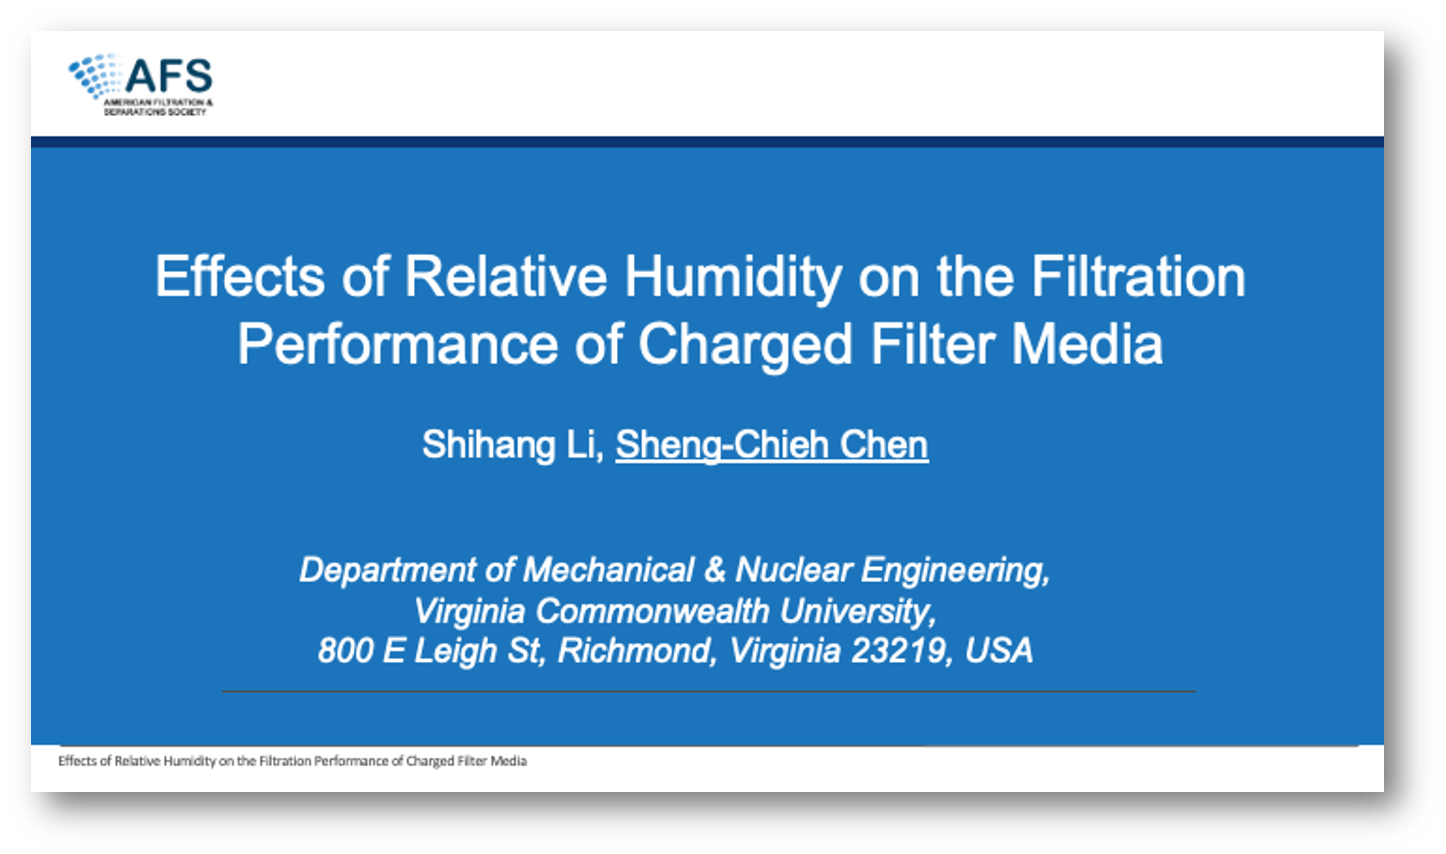 AFS
AMERICAN FILTRATION &
SEPARATIONS SOCIETY
Effects of Relative Humidity on the Filtration
Performance of Charged Filter Media
Shihang Li, Sheng-Chieh Chen
Department of Mechanical & Nuclear Engineering,
Virginia Commonwealth University,
800 E Leigh St, Richmond, Virginia 23219, USA
Effects of Relative Humidity on the Filtration Performance of Charged Filter Media